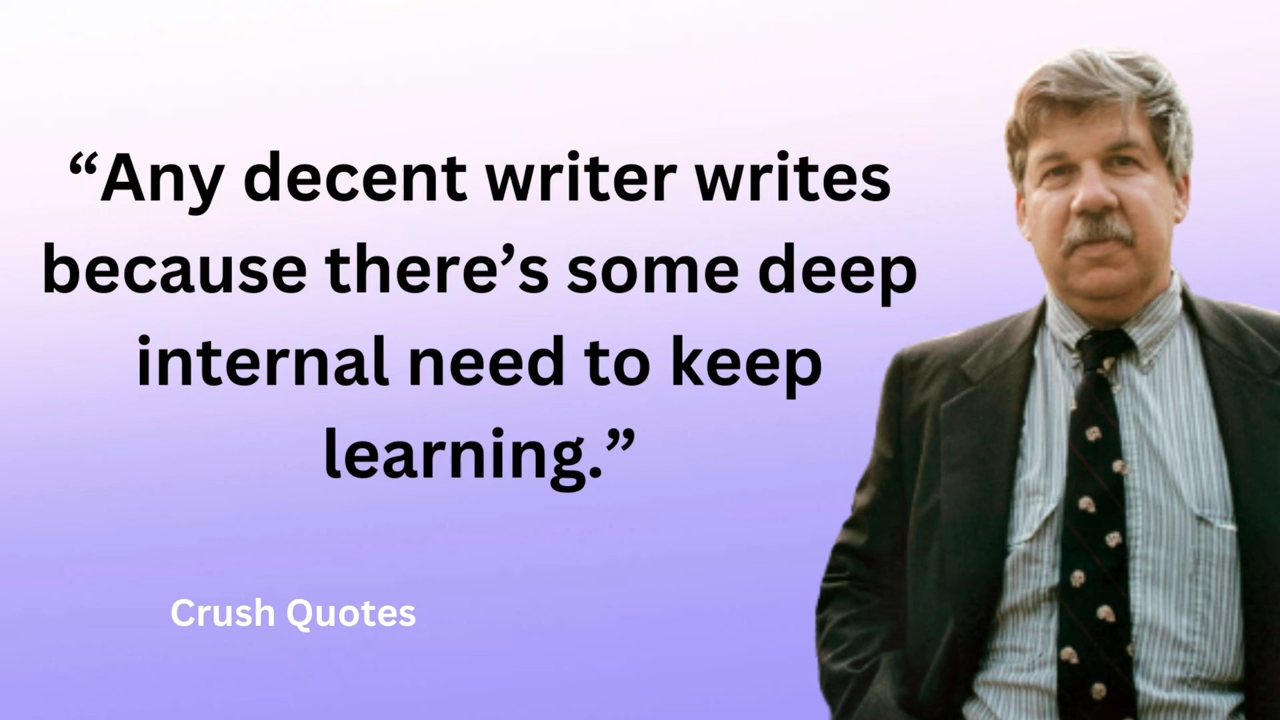 “Any decent writer writes
because there’s some deep
internal need to keep
learning.”
Crush Quotes